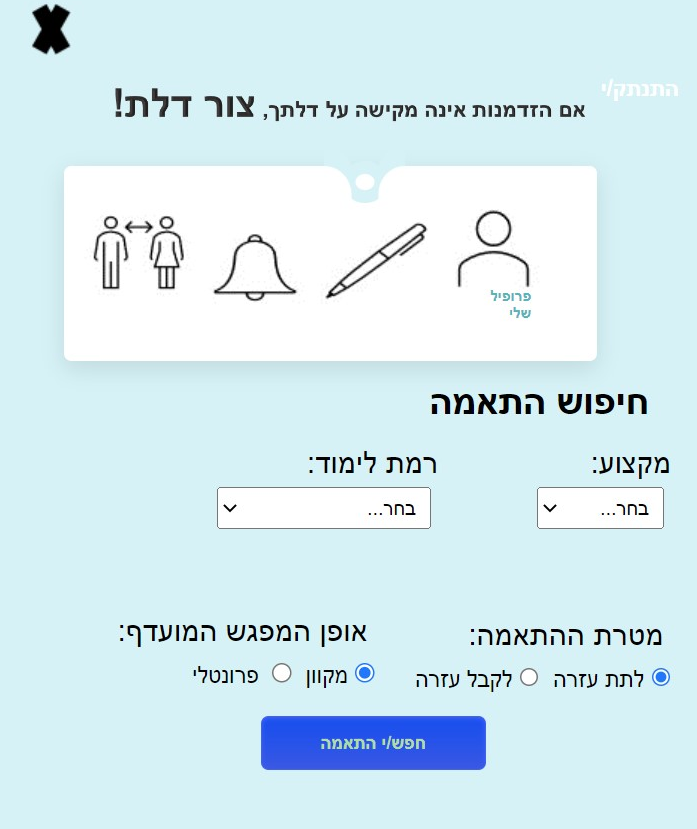 התנתק/י
אם הזדמנות אינה מקישה על דלתך, צור דלת!
פרופיל
שלי
חיפוש התאמה
מקצוע:
רמת לימוד:
בחר...
בחר...
מטרת ההתאמה:
אופן המפגש המועדף:
לתת עזרה
לקבל עזרה
מקוון
פרונטלי
חפש/י התאמה